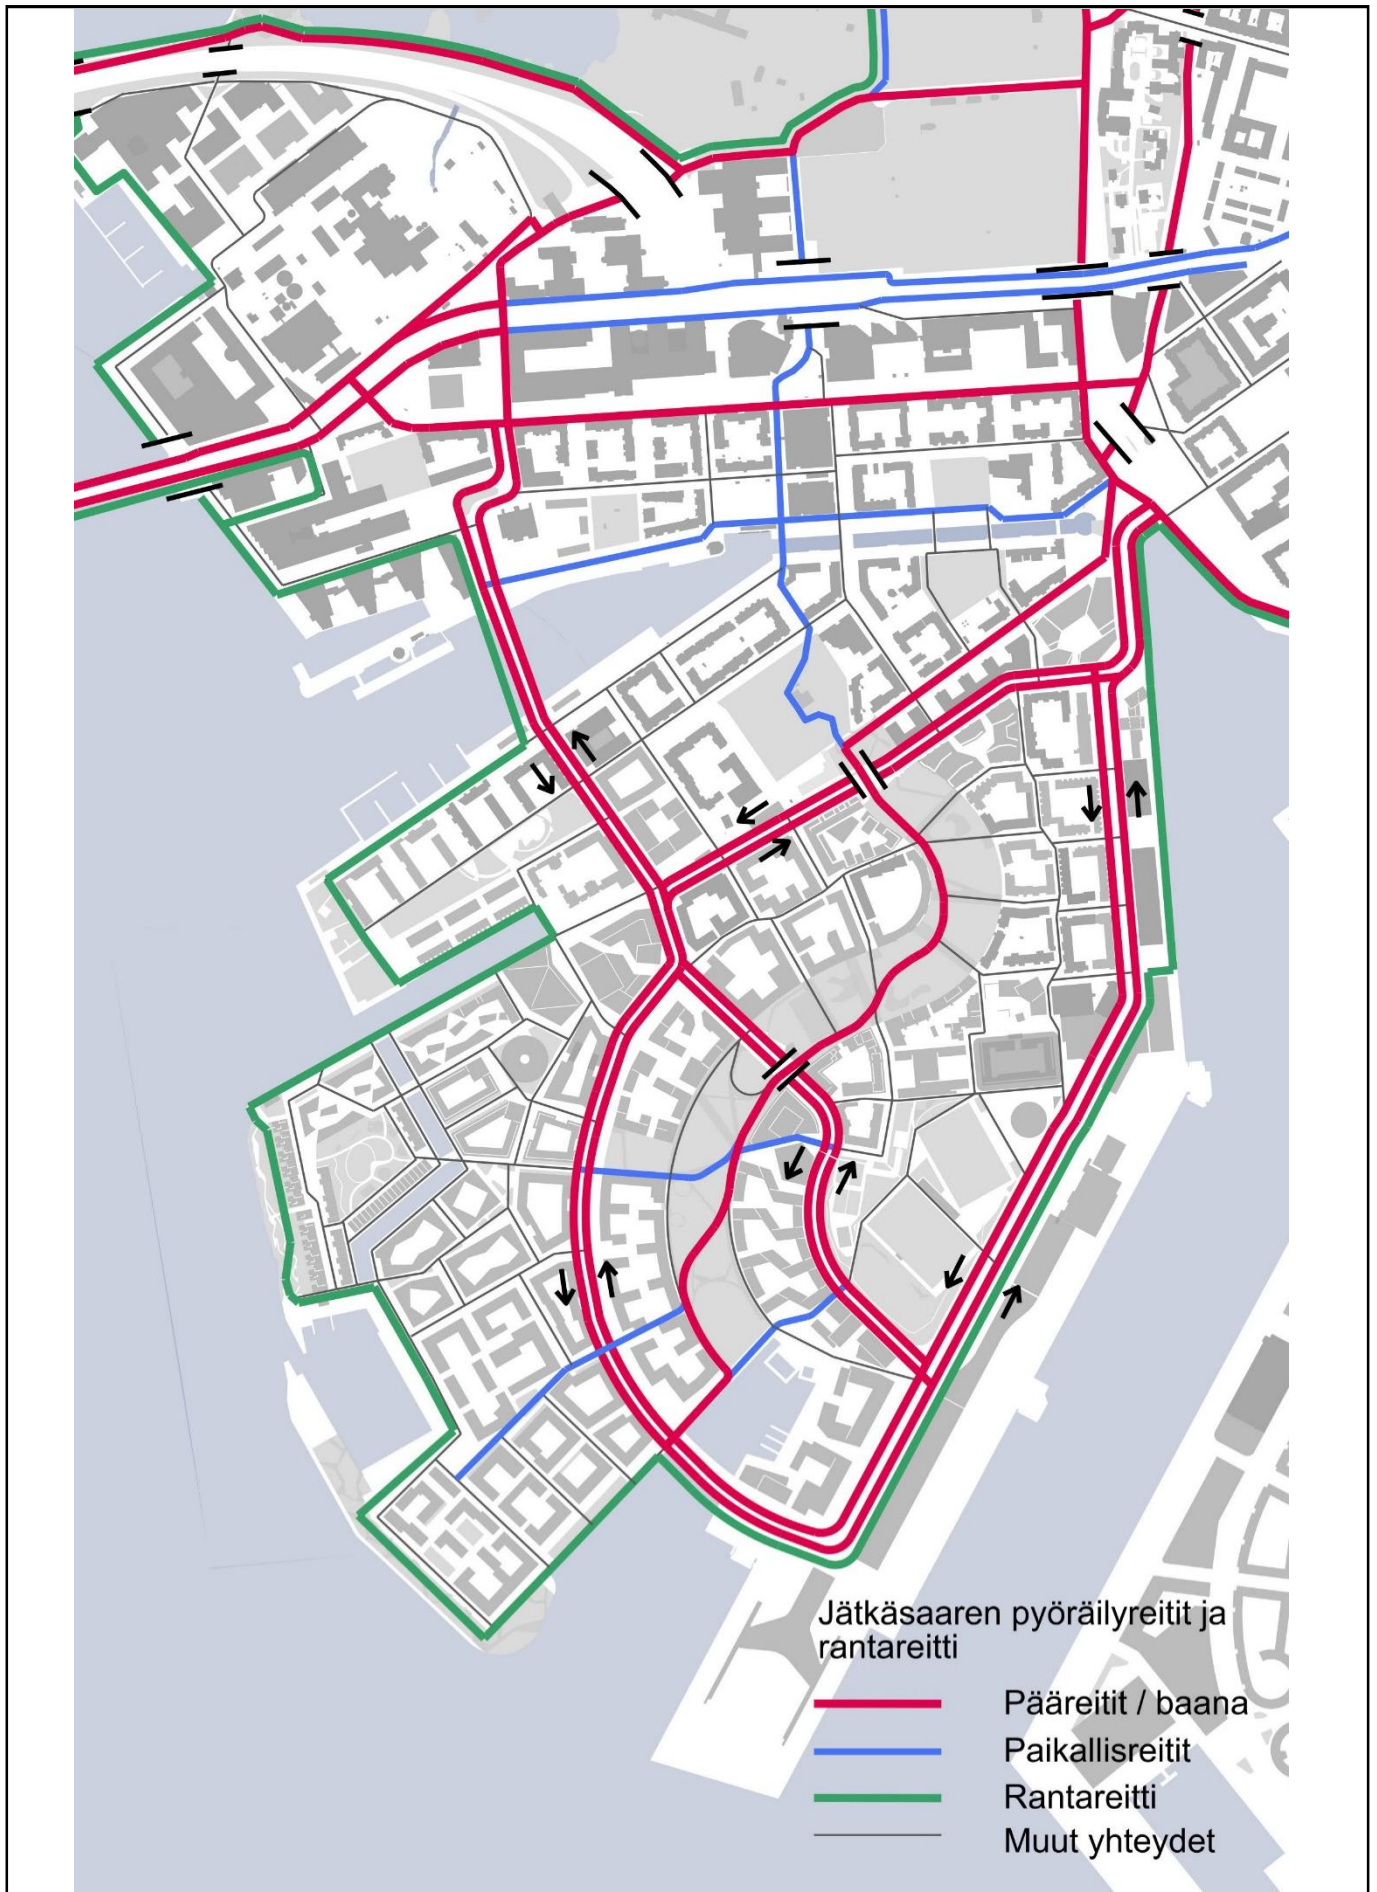 Jätkäsaaren pyöräilyreitit ja
rantareitti
Pääreitit / baana
Paikallisreitit
Rantareitti
Muut yhteydet